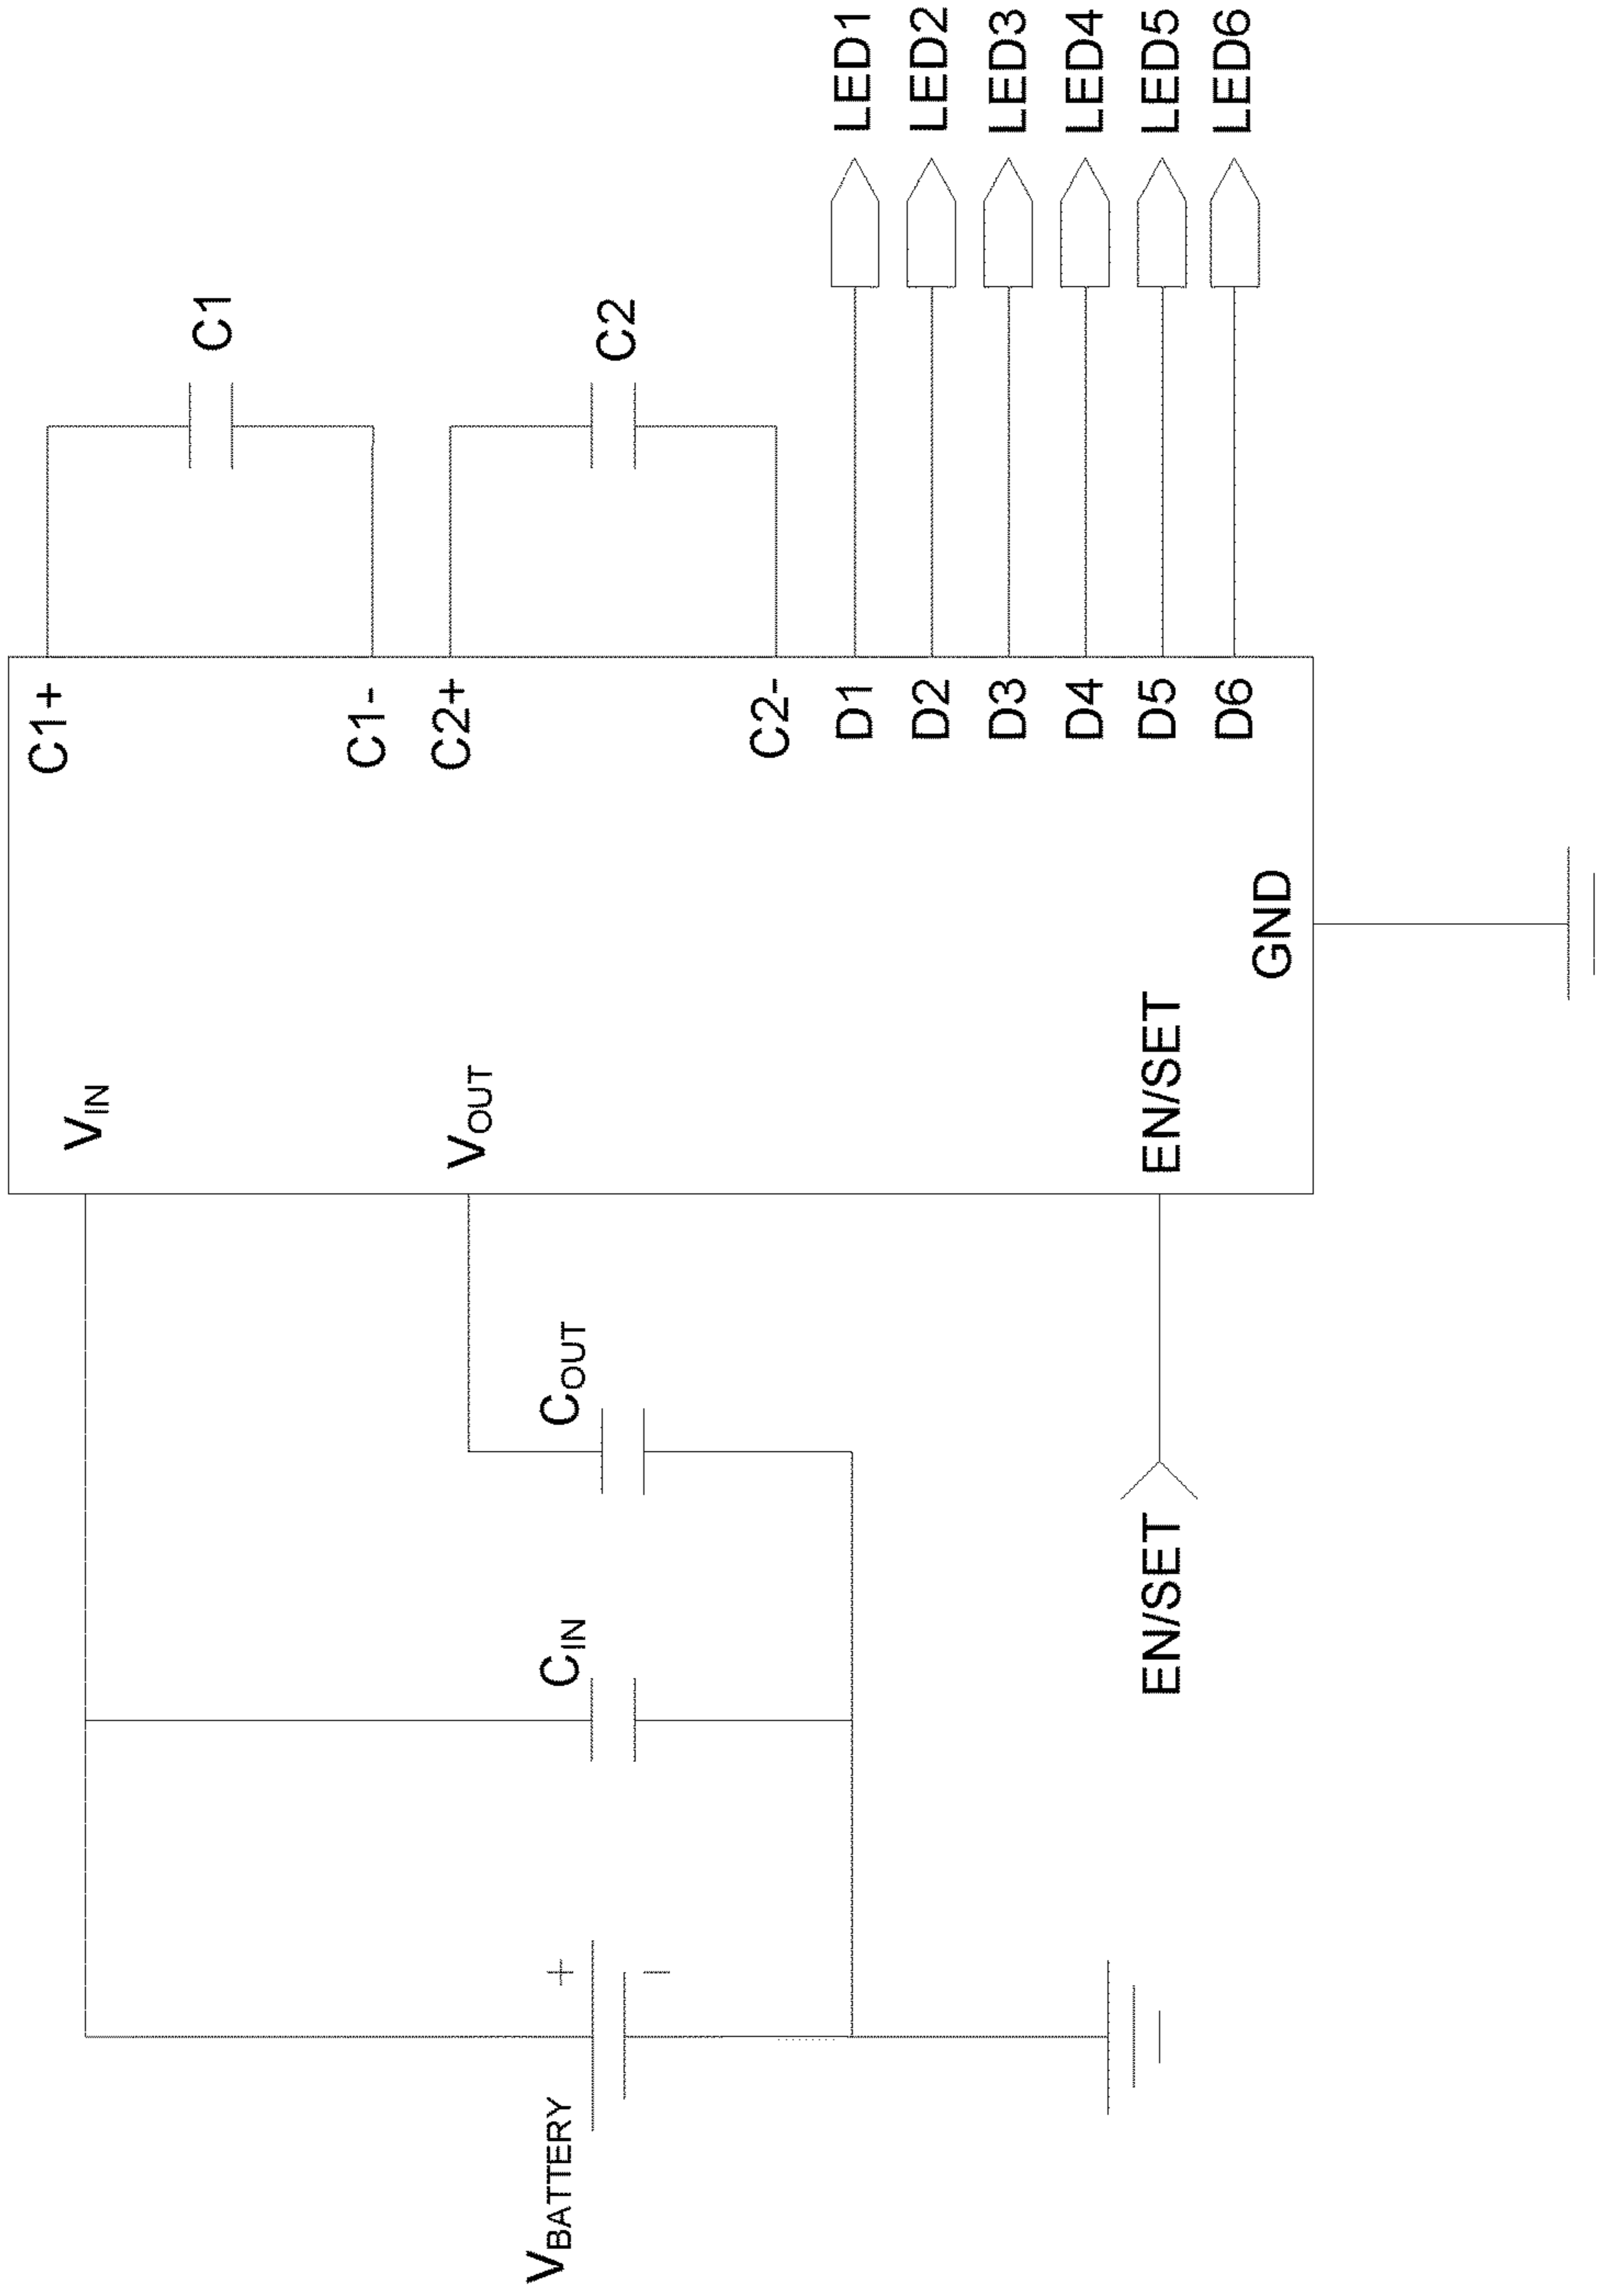 V_BATTERY
+
-
C_IN
C_OUT
EN/SET
V_IN
V_OUT
EN/SET
GND
C1+
C1-
C2+
C2-
D1
D2
D3
D4
D5
D6
C1
C2
LED1
LED2
LED3
LED4
LED5
LED6